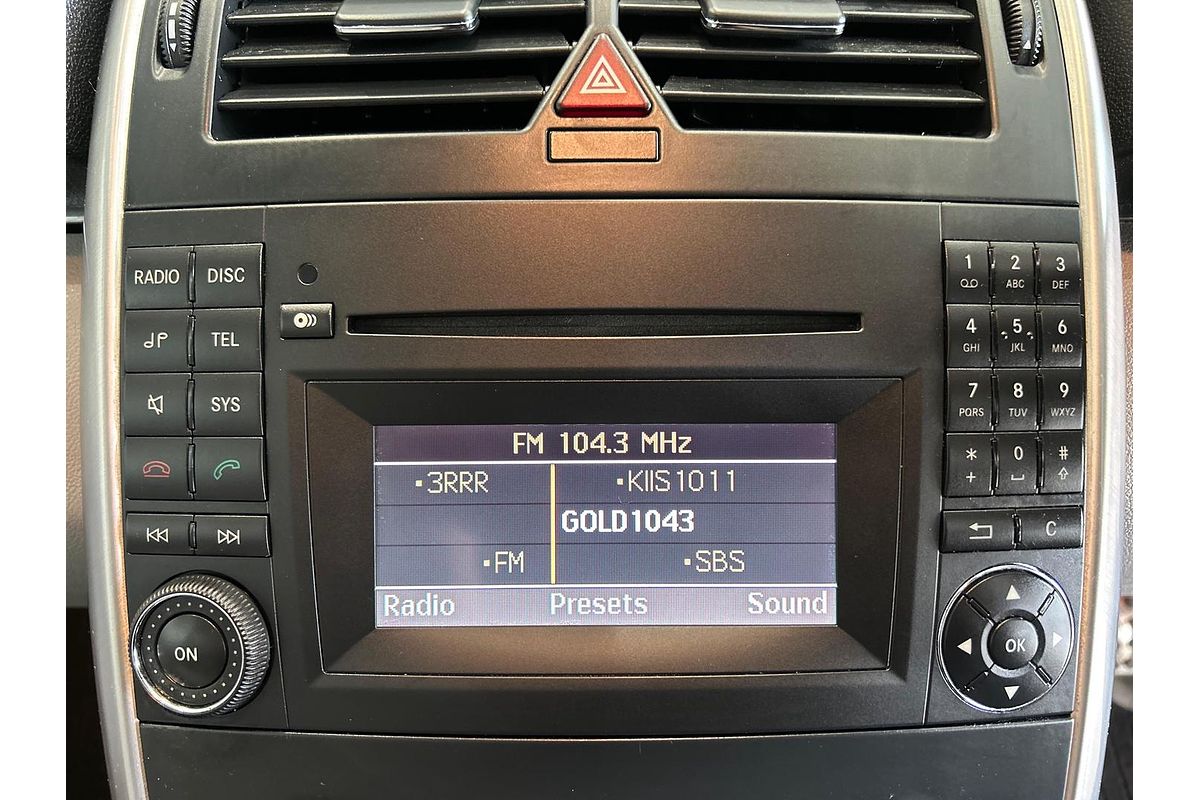 RADIO DISC
TEL
SYS
ON
FM 104.3 MHz
3RRR KIIS1011
GOLD1043
FM SBS
Radio Presets Sound
1 2 3
ABC DEF
4 5 6
GHI JKL MNO
7 8 9
PQRS TUV WXYZ
* 0 #
+
C
OK